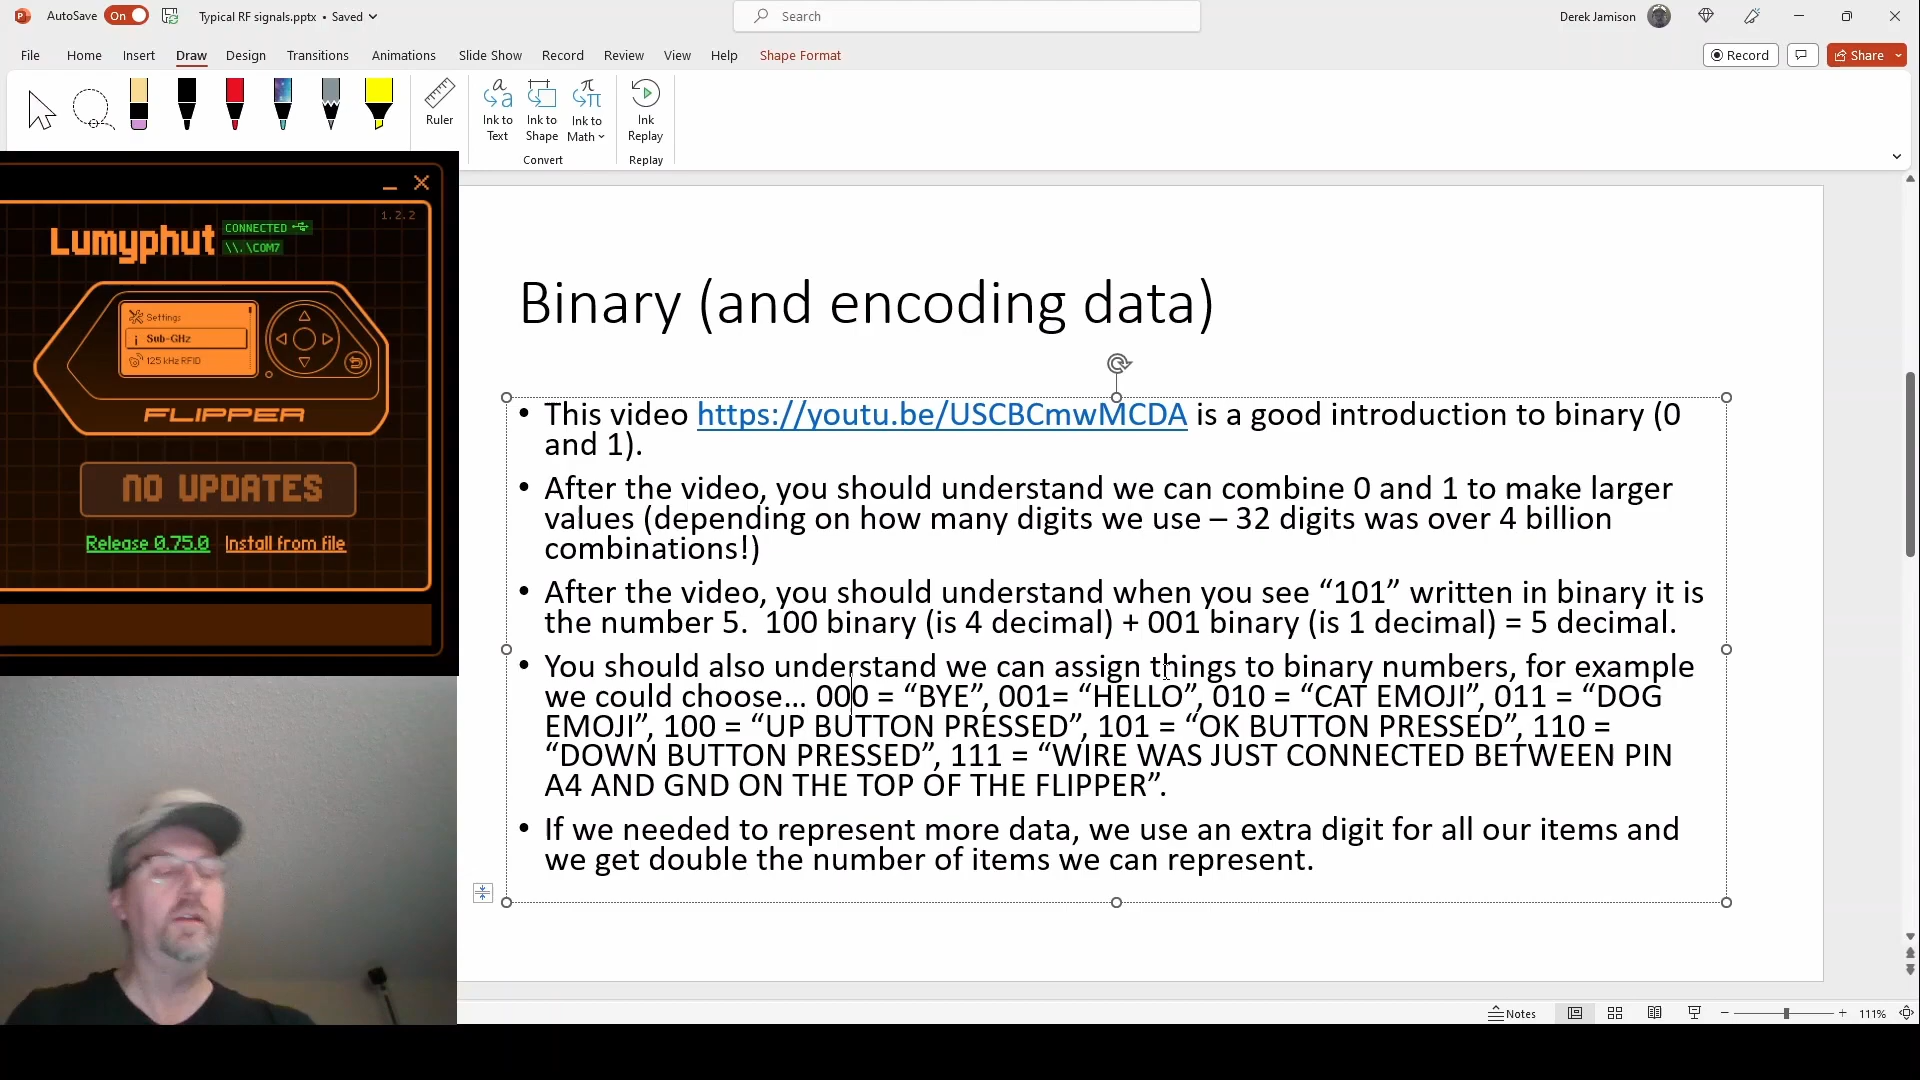 AutoSave On Typical RF signals.pptx • Saved Search Derek Jamison
File Home Insert Draw Design Transitions Animations Slide Show Record Review View Help Shape Format Record Share
Ruler
Ink to Text
Ink to Shape
Ink to Math
Ink Replay
Convert
Replay
1.2.2
Lumyphut CONNECTED
\\.\COM7
Settings
Sub-GHz
125 kHz RFID
FLIPPER
NO UPDATES
Release 0.75.0 Install from file
Binary (and encoding data)
• This video https://youtu.be/USCBCmwMCDA is a good introduction to binary (0
and 1).
• After the video, you should understand we can combine 0 and 1 to make larger
values (depending on how many digits we use – 32 digits was over 4 billion
combinations!)
• After the video, you should understand when you see “101” written in binary it is
the number 5.  100 binary (is 4 decimal) + 001 binary (is 1 decimal) = 5 decimal.
• You should also understand we can assign things to binary numbers, for example
we could choose... 000 = “BYE”, 001= “HELLO”, 010 = “CAT EMOJI”, 011 = “DOG
EMOJI”, 100 = “UP BUTTON PRESSED”, 101 = “OK BUTTON PRESSED”, 110 =
“DOWN BUTTON PRESSED”, 111 = “WIRE WAS JUST CONNECTED BETWEEN PIN
A4 AND GND ON THE TOP OF THE FLIPPER”.
• If we needed to represent more data, we use an extra digit for all our items and
we get double the number of items we can represent.
Notes 111%